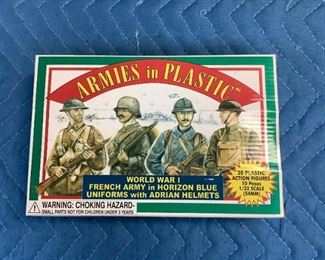 ARMIES in PLASTIC
WORLD WAR I
FRENCH ARMY in HORIZON BLUE
UNIFORMS with ADRIAN HELMETS
20 PLASTIC
ACTION FIGURES
10 Poses
1/32 SCALE
(54MM)
WARNING: CHOKING HAZARD-
SMALL PARTS NOT FOR CHILDREN UNDER 3 YEARS